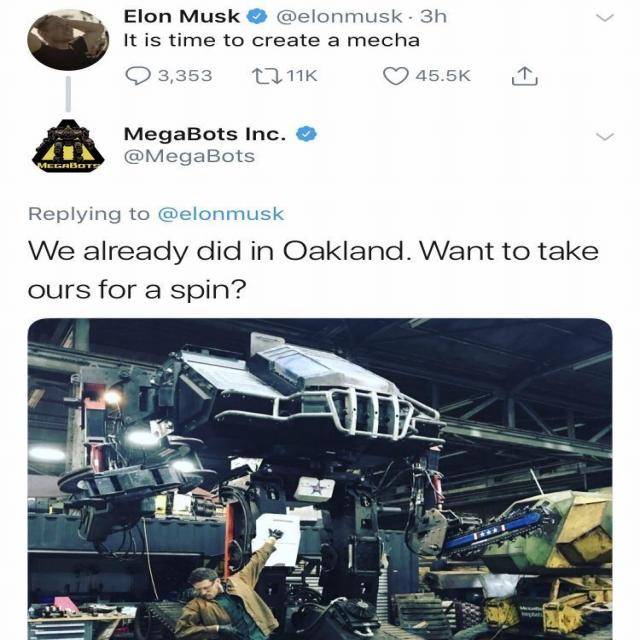 Elon Musk @elonmusk · 3h
It is time to create a mecha
3,353 11K 45.5K
MegaBots Inc.
@MegaBots
MEGABOTS
Replying to @elonmusk
We already did in Oakland. Want to take
ours for a spin?